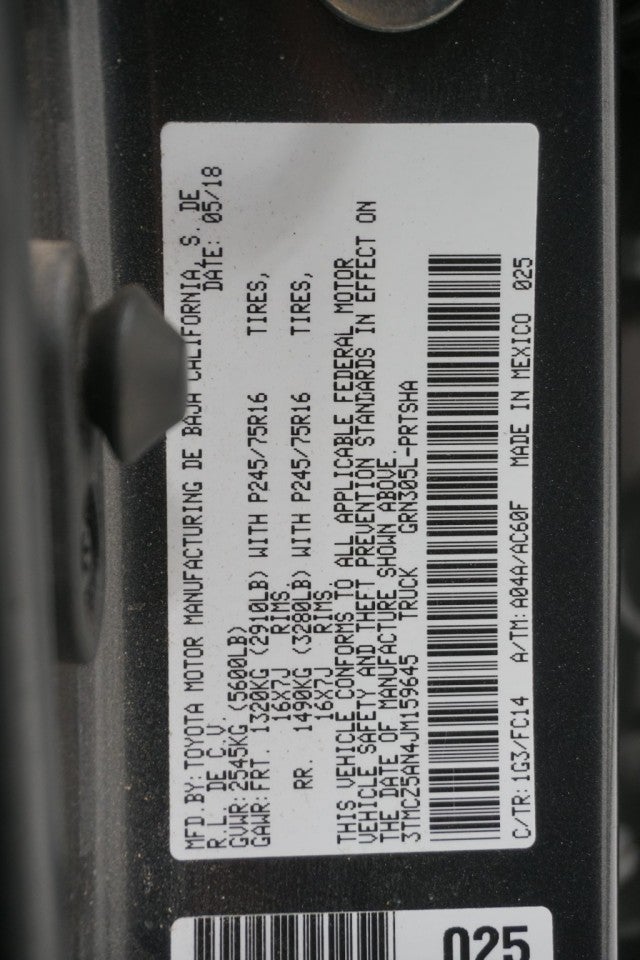 MFD.BY:TOYOTA MOTOR MANUFACTURING DE BAJA CALIFORNIA, S. DE
R.L. DE C.V. DATE: 05/18
GVWR:2545KG (5600LB)
GAWR:FRT. 1320KG (2910LB) WITH P245/75R16 TIRES,
16X7J RIMS
RR. 1490KG (3280LB) WITH P245/75R16 TIRES,
16X7J RIMS
THIS VEHICLE CONFORMS TO ALL APPLICABLE FEDERAL MOTOR
VEHICLE SAFETY AND THEFT PREVENTION STANDARDS IN EFFECT ON
THE DATE OF MANUFACTURE SHOWN ABOVE.
3TMCZ5AN4JM159645 TRUCK GRN305L-PRTSHA
C/TR:1G3/FC14 A/TM:A04A/AC60F MADE IN MEXICO 025
025